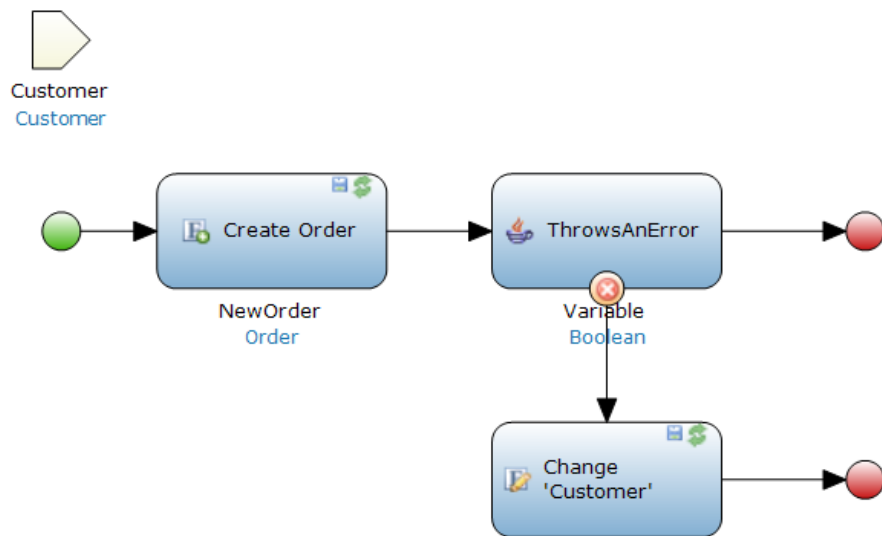 Customer
Customer
Create Order
NewOrder
Order
ThrowsAnError
Variable
Boolean
Change
'Customer'